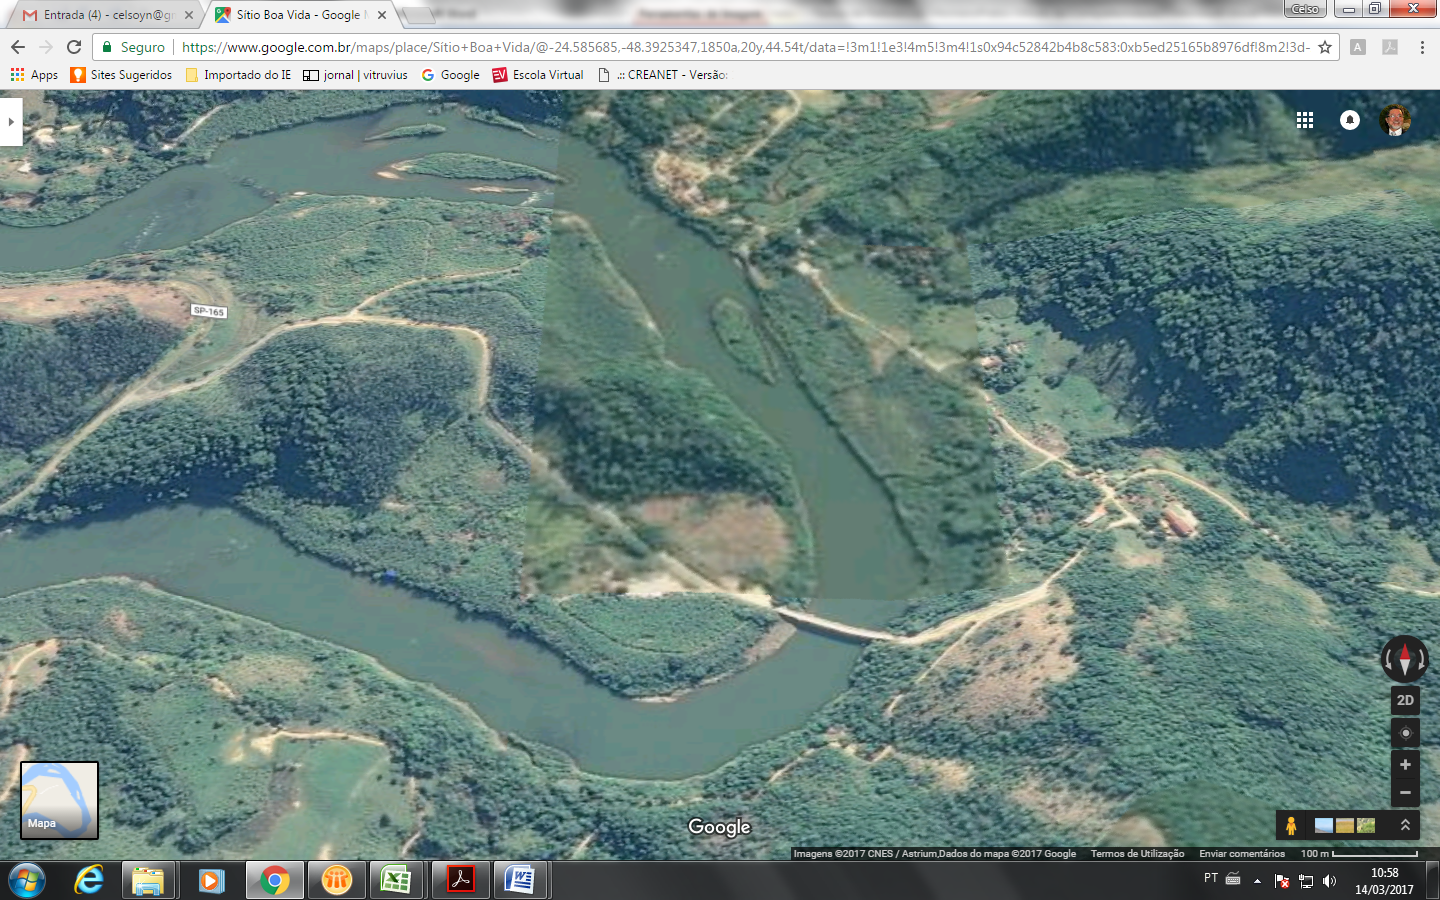 Entrada (4) - celsoyn@gr
Sítio Boa Vida - Google M
Celso
Seguro
https://www.google.com.br/maps/place/Sítio+Boa+Vida/@-24.585685,-48.3925347,1850a,20y,44.54t/data=!3m1!1e3!4m5!3m4!1s0x94c52842b4b8c583:0xb5ed25165b8976df!8m2!3d-
Apps
Sites Sugeridos
Importado do IE
jornal | vitruvius
Google
Escola Virtual
.:: CREANET - Versão:
SP-165
2D
Mapa
Google
Imagens ©2017 CNES / Astrium,Dados do mapa ©2017 Google
Termos de Utilização
Enviar comentários
100 m
PT
10:58
14/03/2017